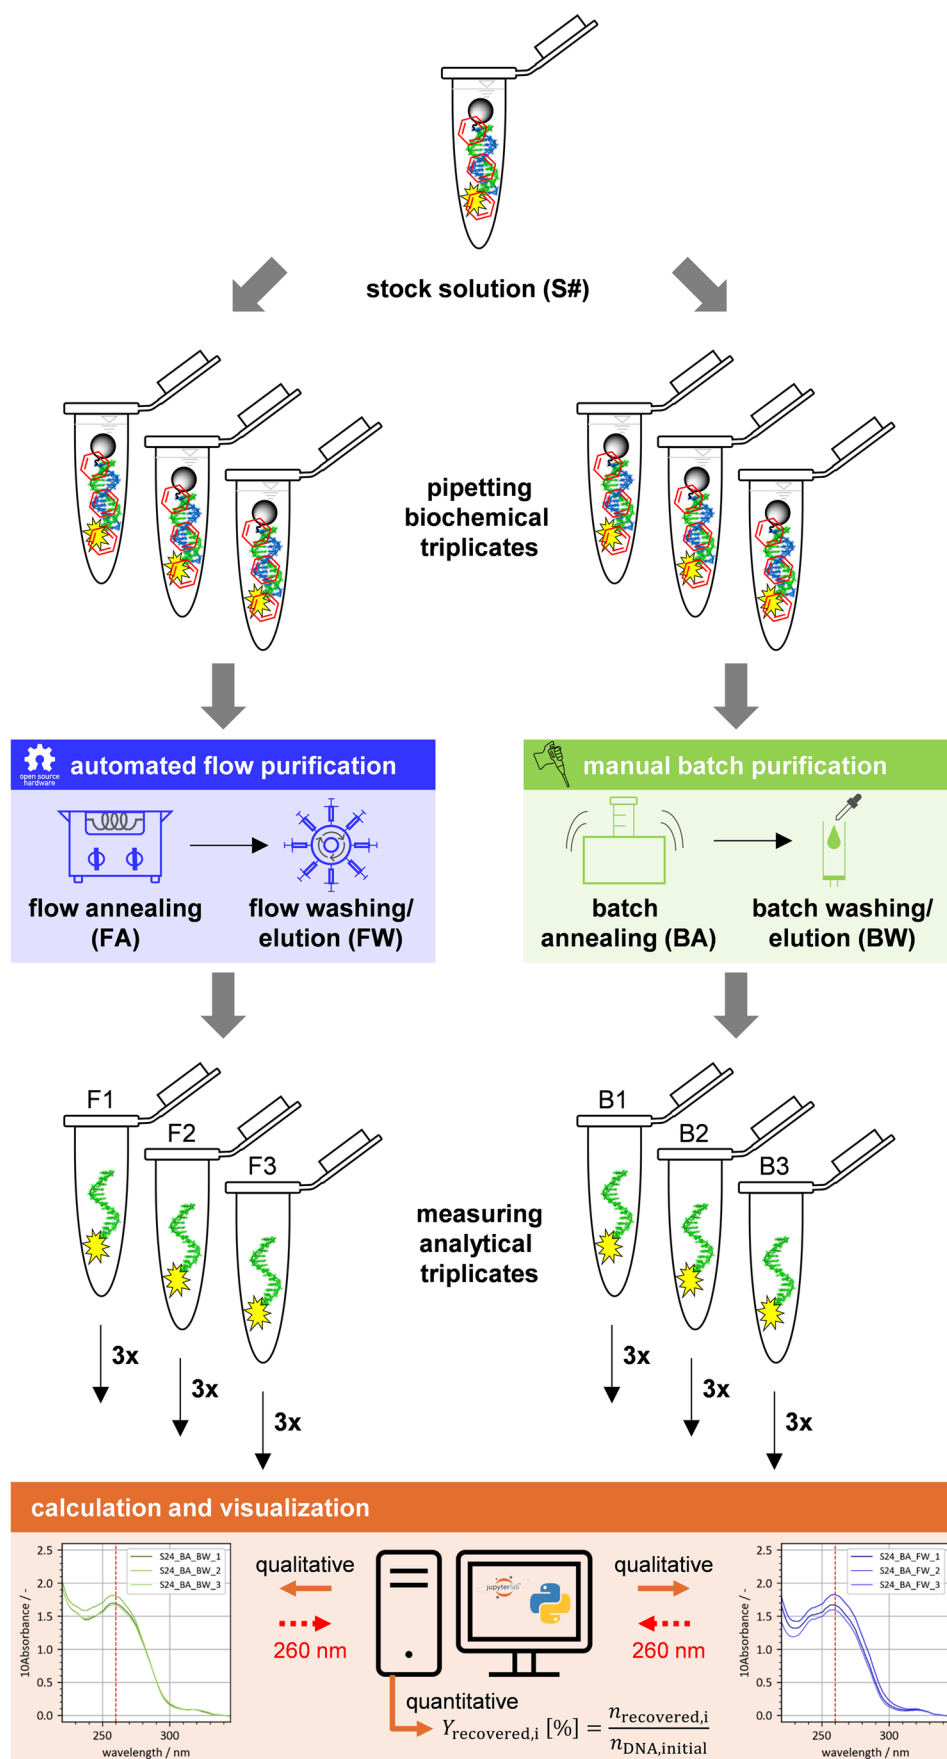 stock solution (S#)
pipetting
biochemical
triplicates
open source
hardware
automated flow purification
manual batch purification
flow annealing
(FA)
flow washing/
elution (FW)
batch
annealing (BA)
batch washing/
elution (BW)
F1
F2
F3
B1
B2
B3
measuring
analytical
triplicates
3x
3x
3x
3x
3x
3x
calculation and visualization
2.5
2.0
1.5
1.0
0.5
0.0
10Absorbance / -
S24_BA_BW_1
S24_BA_BW_2
S24_BA_BW_3
250
300
wavelength / nm
qualitative
260 nm
jupyterlab
qualitative
260 nm
quantitative
Y_recovered,i [%] = n_recovered,i / n_DNA,initial
2.5
2.0
1.5
1.0
0.5
0.0
10Absorbance / -
S24_BA_FW_1
S24_BA_FW_2
S24_BA_FW_3
250
300
wavelength / nm